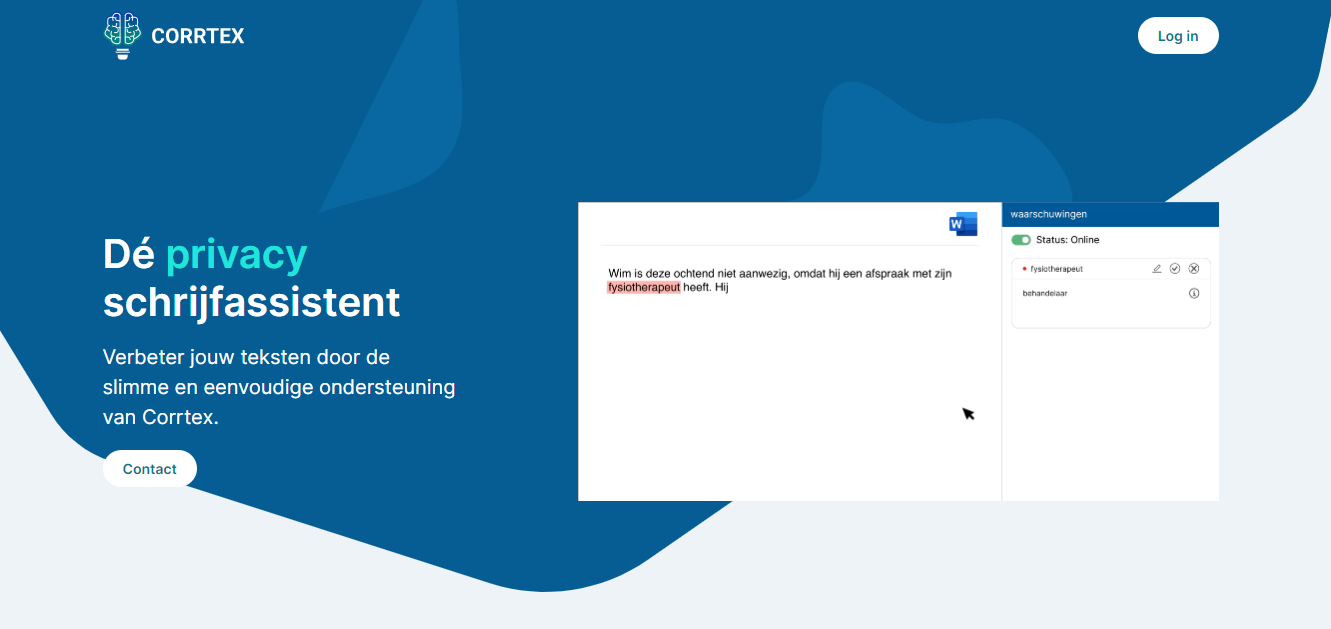 CORRTEX
Log in
Dé privacy
schrijfassistent
Verbeter jouw teksten door de
slimme en eenvoudige ondersteuning
van Corrtex.
Contact
W
Wim is deze ochtend niet aanwezig, omdat hij een afspraak met zijn
fysiotherapeut heeft. Hij
waarschuwingen
Status: Online
fysiotherapeut
behandelaar